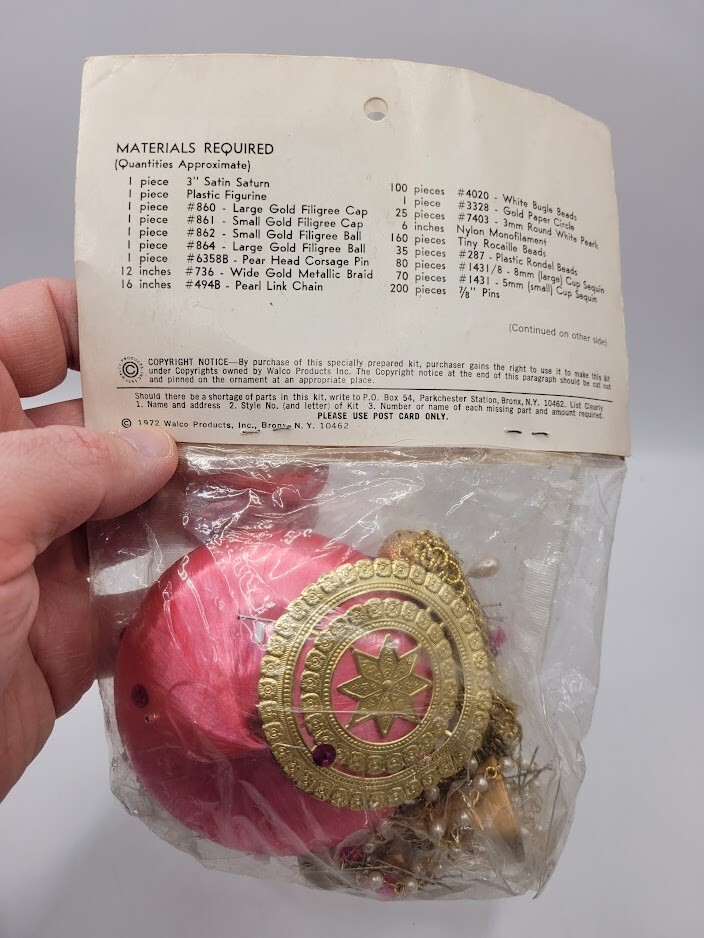 MATERIALS REQUIRED
(Quantities Approximate)
1 piece 3" Satin Saturn
1 piece Plastic Figurine
1 piece #860 - Large Gold Filigree Cap
1 piece #861 - Small Gold Filigree Cap
1 piece #862 - Small Gold Filigree Ball
1 piece #864 - Large Gold Filigree Ball
1 piece #6358B - Pear Head Corsage Pin
12 inches #736 - Wide Gold Metallic Braid
16 inches #494B - Pearl Link Chain
100 pieces #4020 - White Bugle Beads
1 piece #3328 - Gold Paper Circle
25 pieces #7403 - 3mm Round White Pearls
6 inches Nylon Monofilament
160 pieces Tiny Rocaille Beads
35 pieces #287 - Plastic Rondel Beads
80 pieces #1431/8 - 8mm (large) Cup Sequin
70 pieces #1431 - 5mm (small) Cup Sequin
200 pieces 7/8" Pins
(Continued on other side)
COPYRIGHT NOTICE—By purchase of this specially prepared kit, purchaser gains the right to use it to make this kit
under Copyrights owned by Walco Products Inc. The Copyright notice at the end of this paragraph should be cut out
and pinned on the ornament at an appropriate place.
Should there be a shortage of parts in this kit, write to P.O. Box 54, Parkchester Station, Bronx, N.Y. 10462. List Clearly
1. Name and address 2. Style No. (and letter) of Kit 3. Number or name of each missing part and amount required.
PLEASE USE POST CARD ONLY.
© 1972 Walco Products, Inc., Bronx, N. Y. 10462